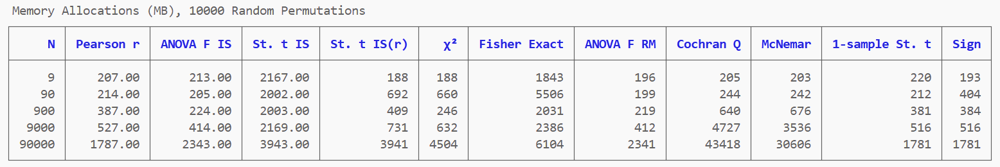 Memory Allocations (MB), 10000 Random Permutations
N Pearson r ANOVA F IS St. t IS St. t IS(r) χ² Fisher Exact ANOVA F RM Cochran Q McNemar 1-sample St. t Sign
9 207.00 213.00 2167.00 188 188 1843 196 205 203 220 193
90 214.00 205.00 2002.00 692 660 5506 199 244 242 212 404
900 387.00 224.00 2003.00 409 246 2031 219 640 676 381 384
9000 527.00 414.00 2169.00 731 632 2386 412 4727 3536 516 516
90000 1787.00 2343.00 3943.00 3941 4504 6104 2341 43418 30606 1781 1781